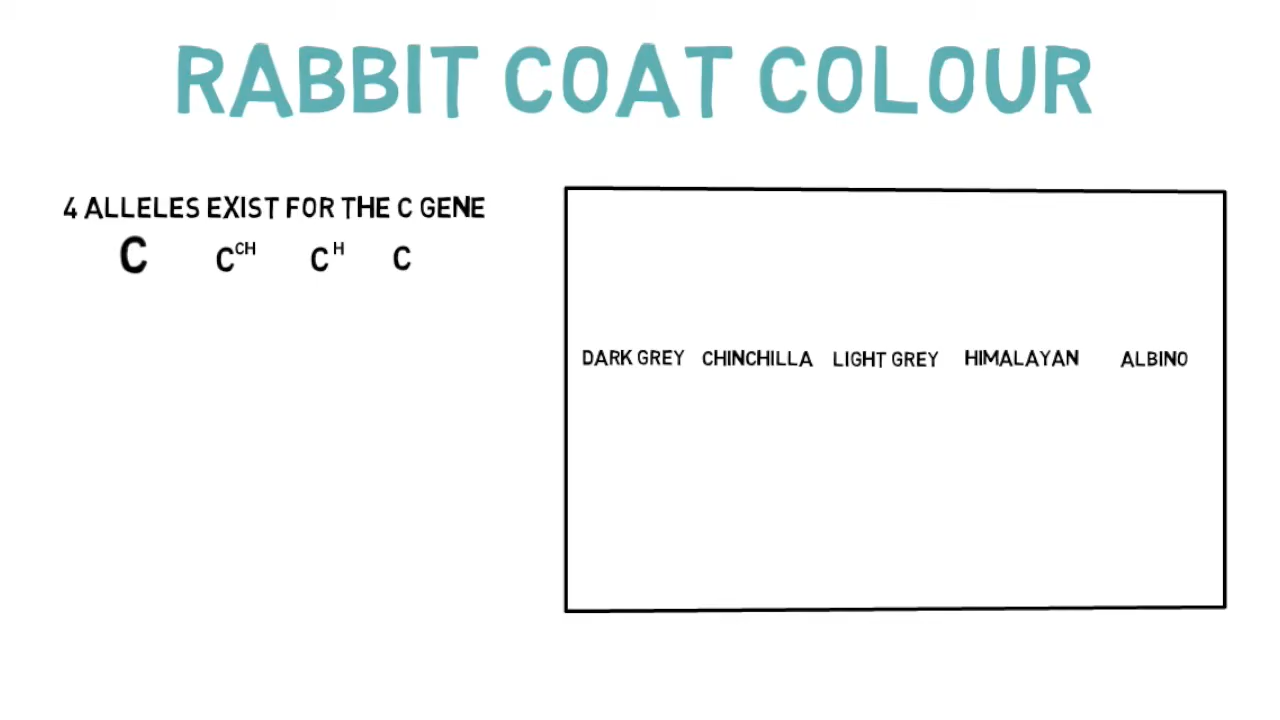 RABBIT COAT COLOUR
4 ALLELES EXIST FOR THE C GENE
C C^CH C^H C
DARK GREY CHINCHILLA LIGHT GREY HIMALAYAN ALBINO